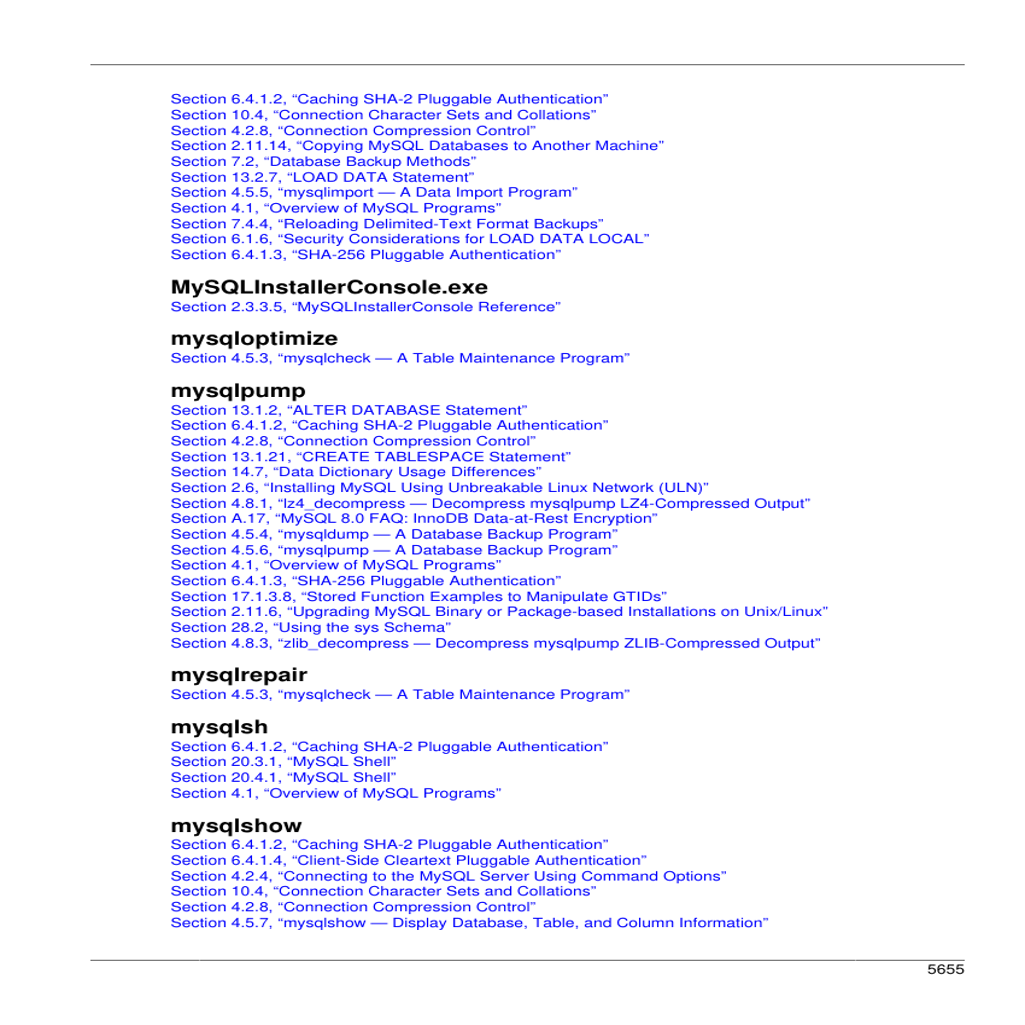 Section 6.4.1.2, “Caching SHA-2 Pluggable Authentication”
Section 10.4, “Connection Character Sets and Collations”
Section 4.2.8, “Connection Compression Control”
Section 2.11.14, “Copying MySQL Databases to Another Machine”
Section 7.2, “Database Backup Methods”
Section 13.2.7, “LOAD DATA Statement”
Section 4.5.5, “mysqlimport — A Data Import Program”
Section 4.1, “Overview of MySQL Programs”
Section 7.4.4, “Reloading Delimited-Text Format Backups”
Section 6.1.6, “Security Considerations for LOAD DATA LOCAL”
Section 6.4.1.3, “SHA-256 Pluggable Authentication”
MySQLInstallerConsole.exe
Section 2.3.3.5, “MySQLInstallerConsole Reference”
mysqloptimize
Section 4.5.3, “mysqlcheck — A Table Maintenance Program”
mysqlpump
Section 13.1.2, “ALTER DATABASE Statement”
Section 6.4.1.2, “Caching SHA-2 Pluggable Authentication”
Section 4.2.8, “Connection Compression Control”
Section 13.1.21, “CREATE TABLESPACE Statement”
Section 14.7, “Data Dictionary Usage Differences”
Section 2.6, “Installing MySQL Using Unbreakable Linux Network (ULN)”
Section 4.8.1, “lz4_decompress — Decompress mysqlpump LZ4-Compressed Output”
Section A.17, “MySQL 8.0 FAQ: InnoDB Data-at-Rest Encryption”
Section 4.5.4, “mysqldump — A Database Backup Program”
Section 4.5.6, “mysqlpump — A Database Backup Program”
Section 4.1, “Overview of MySQL Programs”
Section 6.4.1.3, “SHA-256 Pluggable Authentication”
Section 17.1.3.8, “Stored Function Examples to Manipulate GTIDs”
Section 2.11.6, “Upgrading MySQL Binary or Package-based Installations on Unix/Linux”
Section 28.2, “Using the sys Schema”
Section 4.8.3, “zlib_decompress — Decompress mysqlpump ZLIB-Compressed Output”
mysqlrepair
Section 4.5.3, “mysqlcheck — A Table Maintenance Program”
mysqlsh
Section 6.4.1.2, “Caching SHA-2 Pluggable Authentication”
Section 20.3.1, “MySQL Shell”
Section 20.4.1, “MySQL Shell”
Section 4.1, “Overview of MySQL Programs”
mysqlshow
Section 6.4.1.2, “Caching SHA-2 Pluggable Authentication”
Section 6.4.1.4, “Client-Side Cleartext Pluggable Authentication”
Section 4.2.4, “Connecting to the MySQL Server Using Command Options”
Section 10.4, “Connection Character Sets and Collations”
Section 4.2.8, “Connection Compression Control”
Section 4.5.7, “mysqlshow — Display Database, Table, and Column Information”
5655